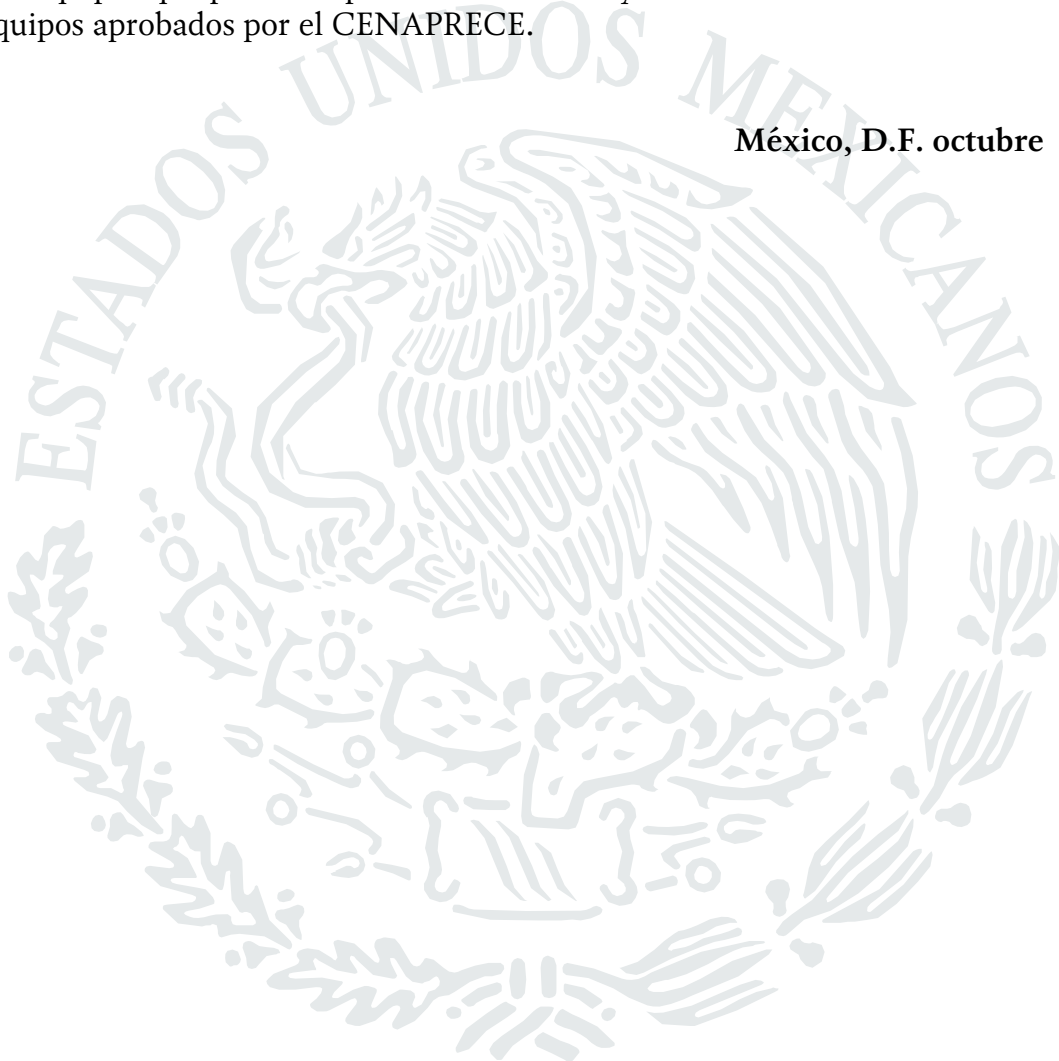 quipos aprobados por el CENAPRECE.
México, D.F. octubre
ESTADOS UNIDOS MEXICANOS